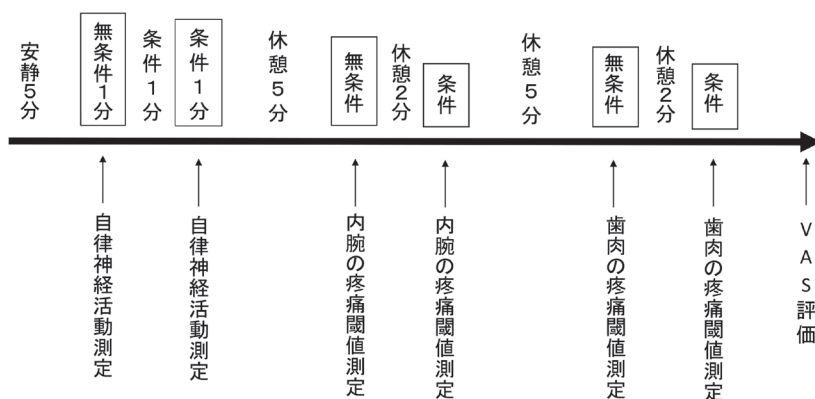 安静5分
無条件1分
条件1分
条件1分
休憩5分
無条件
休憩2分
条件
休憩5分
無条件
休憩2分
条件
自律神経活動測定
自律神経活動測定
内腕の疼痛閾値測定
内腕の疼痛閾値測定
歯肉の疼痛閾値測定
歯肉の疼痛閾値測定
VAS評価